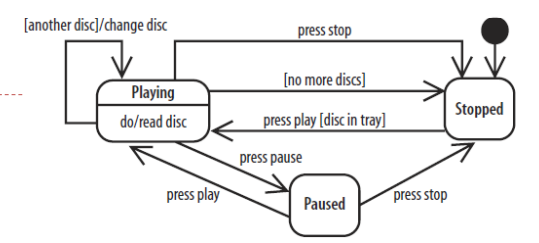 [another disc]/change disc
press stop
[no more discs]
Playing
do/read disc
Stopped
press play [disc in tray]
press pause
press play
Paused
press stop